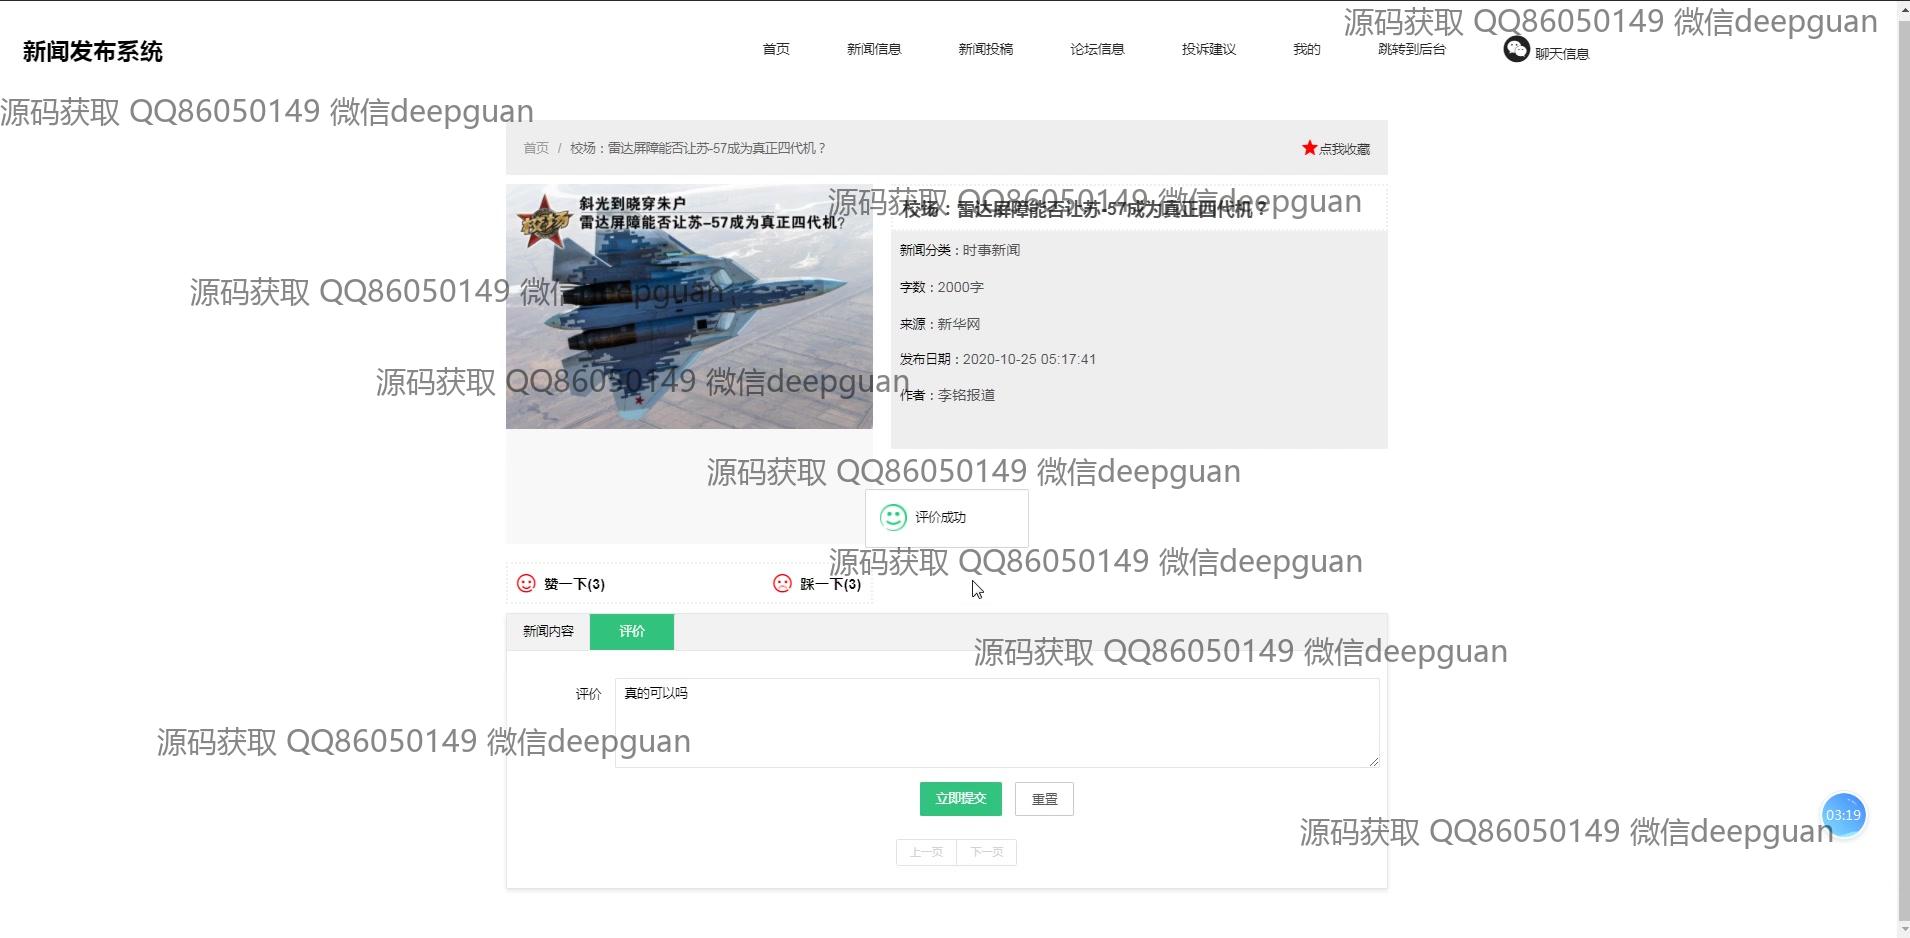 源码获取 QQ86050149 微信deepguan
新闻发布系统
首页 新闻信息 新闻投稿 论坛信息 投诉建议 我的 跳转到后台 聊天信息
源码获取 QQ86050149 微信deepguan
首页 / 校场：雷达屏障能否让苏-57成为真正四代机？
点我收藏
校场
斜光到晓穿朱户
雷达屏障能否让苏-57成为真正四代机?
源码获取 QQ86050149 微信deepguan
校场：雷达屏障能否让苏-57成为真正四代机？
新闻分类：时事新闻
字数：2000字
源码获取 QQ86050149 微信deepguan
来源：新华网
发布日期：2020-10-25 05:17:41
源码获取 QQ86050149 微信deepguan
作者：李铭报道
源码获取 QQ86050149 微信deepguan
评价成功
源码获取 QQ86050149 微信deepguan
赞一下(3) 踩一下(3)
新闻内容 评价
源码获取 QQ86050149 微信deepguan
评价 真的可以吗
源码获取 QQ86050149 微信deepguan
立即提交 重置
03:19
源码获取 QQ86050149 微信deepguan
上一页 下一页